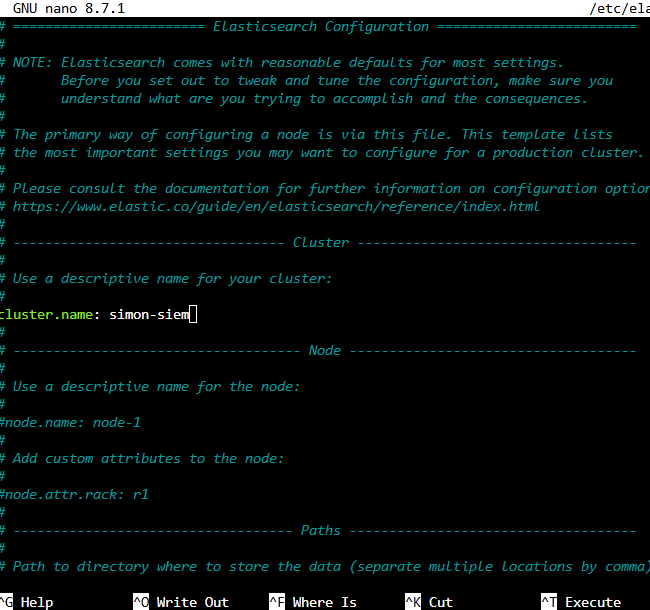 GNU nano 8.7.1 /etc/ela
# ======================== Elasticsearch Configuration =========================
#
# NOTE: Elasticsearch comes with reasonable defaults for most settings.
#       Before you set out to tweak and tune the configuration, make sure you
#       understand what are you trying to accomplish and the consequences.
#
# The primary way of configuring a node is via this file. This template lists
# the most important settings you may want to configure for a production cluster.
#
# Please consult the documentation for further information on configuration option
# https://www.elastic.co/guide/en/elasticsearch/reference/index.html
#
# ---------------------------------- Cluster -----------------------------------
#
# Use a descriptive name for your cluster:
#
cluster.name: simon-siem
#
# ------------------------------------ Node ------------------------------------
#
# Use a descriptive name for the node:
#
#node.name: node-1
#
# Add custom attributes to the node:
#
#node.attr.rack: r1
#
# ----------------------------------- Paths ------------------------------------
#
# Path to directory where to store the data (separate multiple locations by comma)
^G Help ^O Write Out ^F Where Is ^K Cut ^T Execute